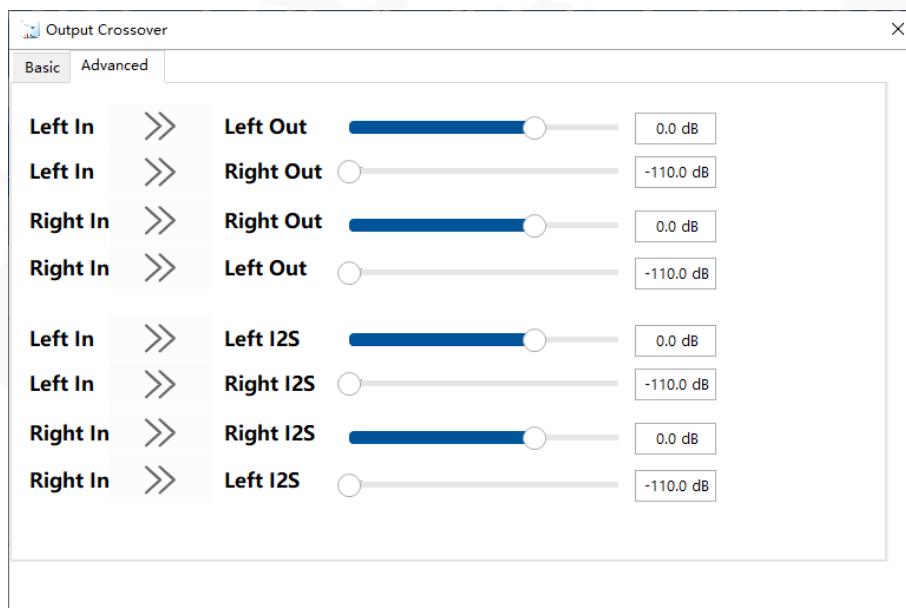 Output Crossover
Basic Advanced
Left In Left Out 0.0 dB
Left In Right Out -110.0 dB
Right In Right Out 0.0 dB
Right In Left Out -110.0 dB
Left In Left I2S 0.0 dB
Left In Right I2S -110.0 dB
Right In Right I2S 0.0 dB
Right In Left I2S -110.0 dB